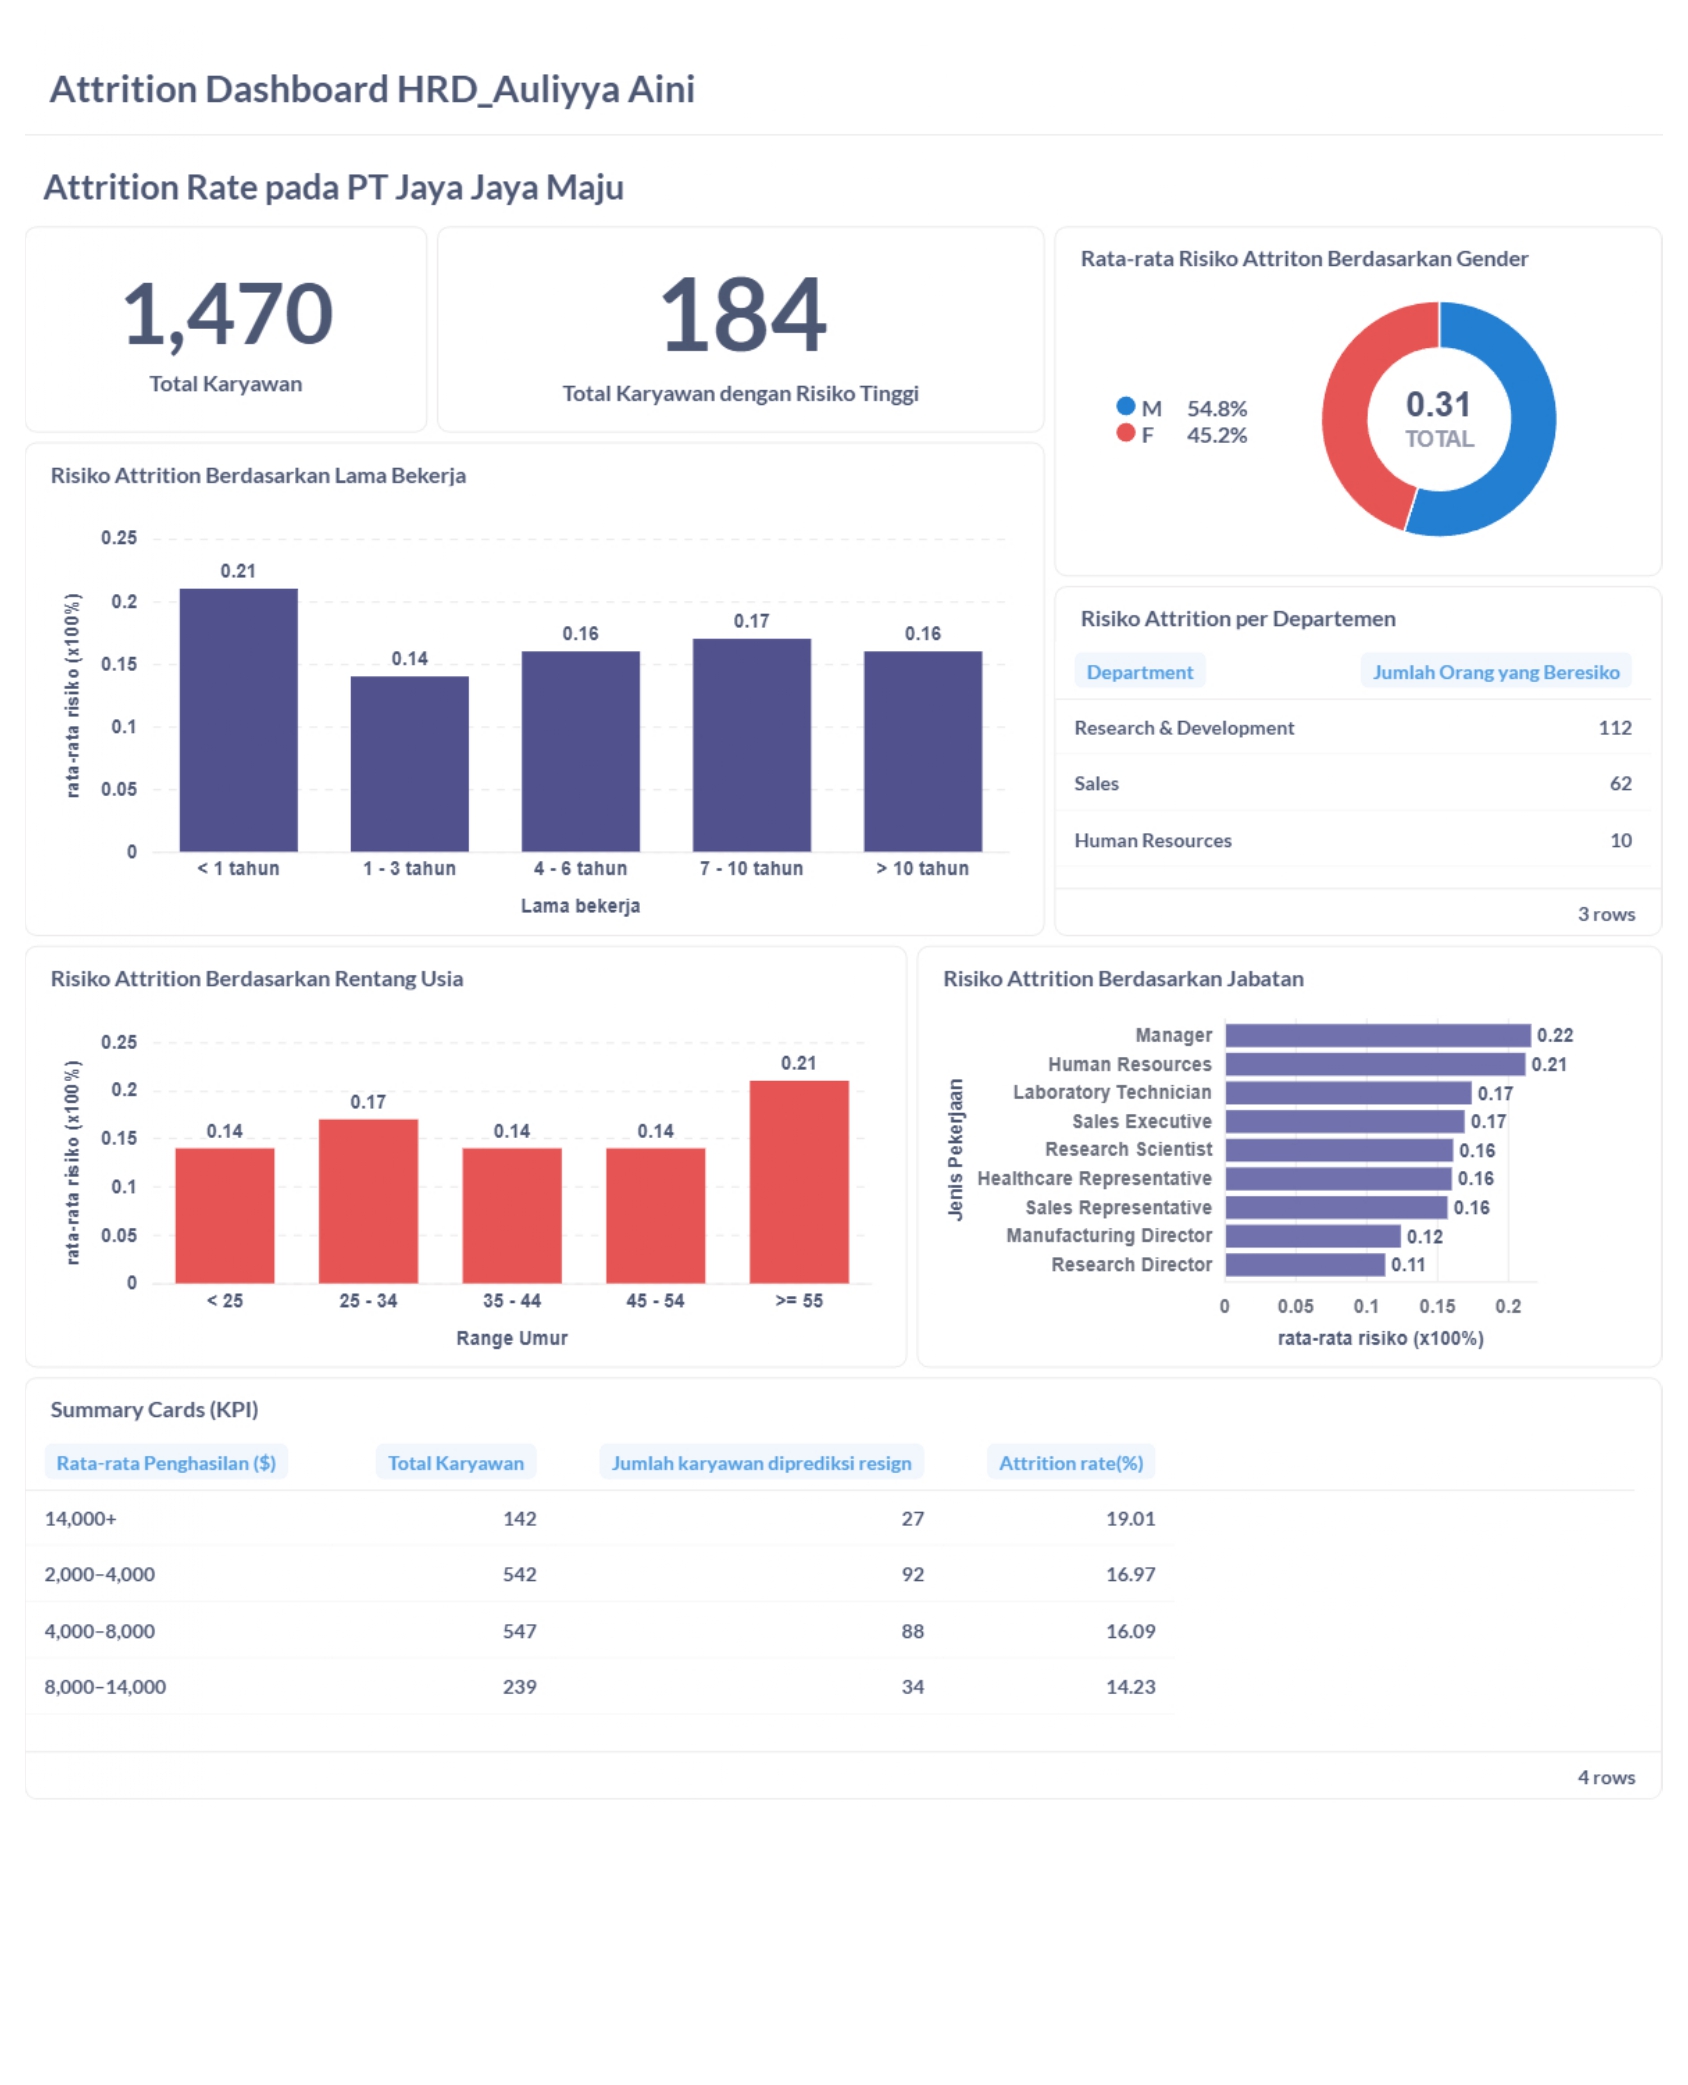 Attrition Dashboard HRD_Auliyya Aini
Attrition Rate pada PT Jaya Jaya Maju
1,470
Total Karyawan
184
Total Karyawan dengan Risiko Tinggi
Rata-rata Risiko Attriton Berdasarkan Gender
M 54.8%
F 45.2%
0.31
TOTAL
Risiko Attrition Berdasarkan Lama Bekerja
rata-rata risiko (x100%)
0.25
0.2
0.15
0.1
0.05
0
0.21
0.14
0.16
0.17
0.16
< 1 tahun
1 - 3 tahun
4 - 6 tahun
7 - 10 tahun
> 10 tahun
Lama bekerja
Risiko Attrition per Departemen
Department Jumlah Orang yang Beresiko
Research & Development 112
Sales 62
Human Resources 10
3 rows
Risiko Attrition Berdasarkan Rentang Usia
rata-rata risiko (x100%)
0.25
0.2
0.15
0.1
0.05
0
0.14
0.17
0.14
0.14
0.21
< 25
25 - 34
35 - 44
45 - 54
>= 55
Range Umur
Risiko Attrition Berdasarkan Jabatan
Jenis Pekerjaan
Manager 0.22
Human Resources 0.21
Laboratory Technician 0.17
Sales Executive 0.17
Research Scientist 0.16
Healthcare Representative 0.16
Sales Representative 0.16
Manufacturing Director 0.12
Research Director 0.11
0 0.05 0.1 0.15 0.2
rata-rata risiko (x100%)
Summary Cards (KPI)
Rata-rata Penghasilan ($) Total Karyawan Jumlah karyawan diprediksi resign Attrition rate(%)
14,000+ 142 27 19.01
2,000–4,000 542 92 16.97
4,000–8,000 547 88 16.09
8,000–14,000 239 34 14.23
4 rows